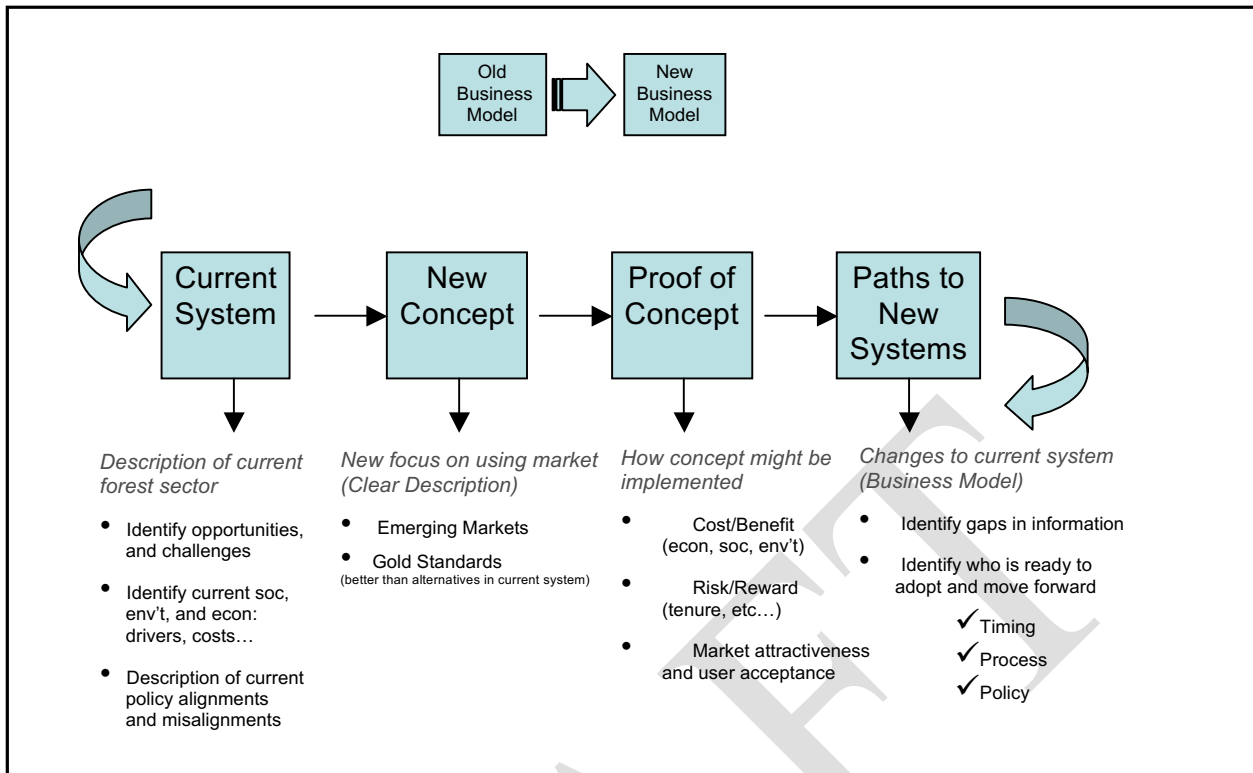 Old
Business
Model
New
Business
Model
Current
System
New
Concept
Proof of
Concept
Paths to
New
Systems
Description of current
forest sector
• Identify opportunities,
and challenges
• Identify current soc,
env't, and econ:
drivers, costs…
• Description of current
policy alignments
and misalignments
New focus on using market
(Clear Description)
• Emerging Markets
• Gold Standards
(better than alternatives in current system)
How concept might be
implemented
• Cost/Benefit
(econ, soc, env't)
• Risk/Reward
(tenure, etc…)
• Market attractiveness
and user acceptance
Changes to current system
(Business Model)
• Identify gaps in information
• Identify who is ready to
adopt and move forward
✓Timing
✓Process
✓Policy